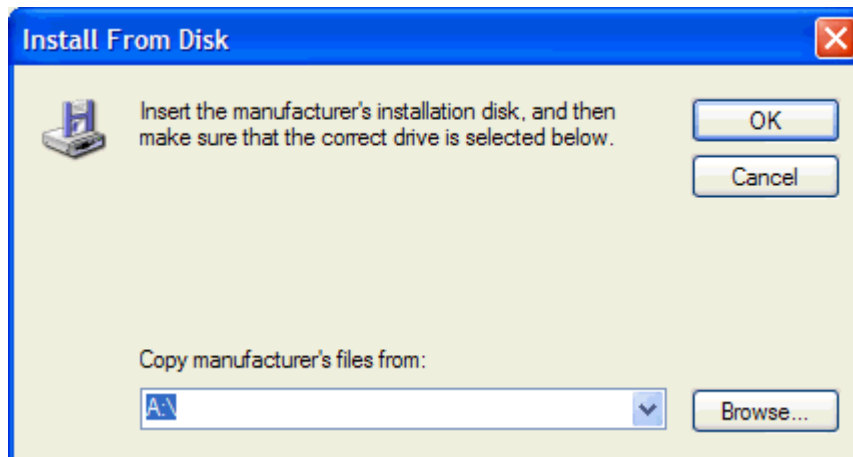 Install From Disk
Insert the manufacturer's installation disk, and then
make sure that the correct drive is selected below.
OK
Cancel
Copy manufacturer's files from:
A:\
Browse...